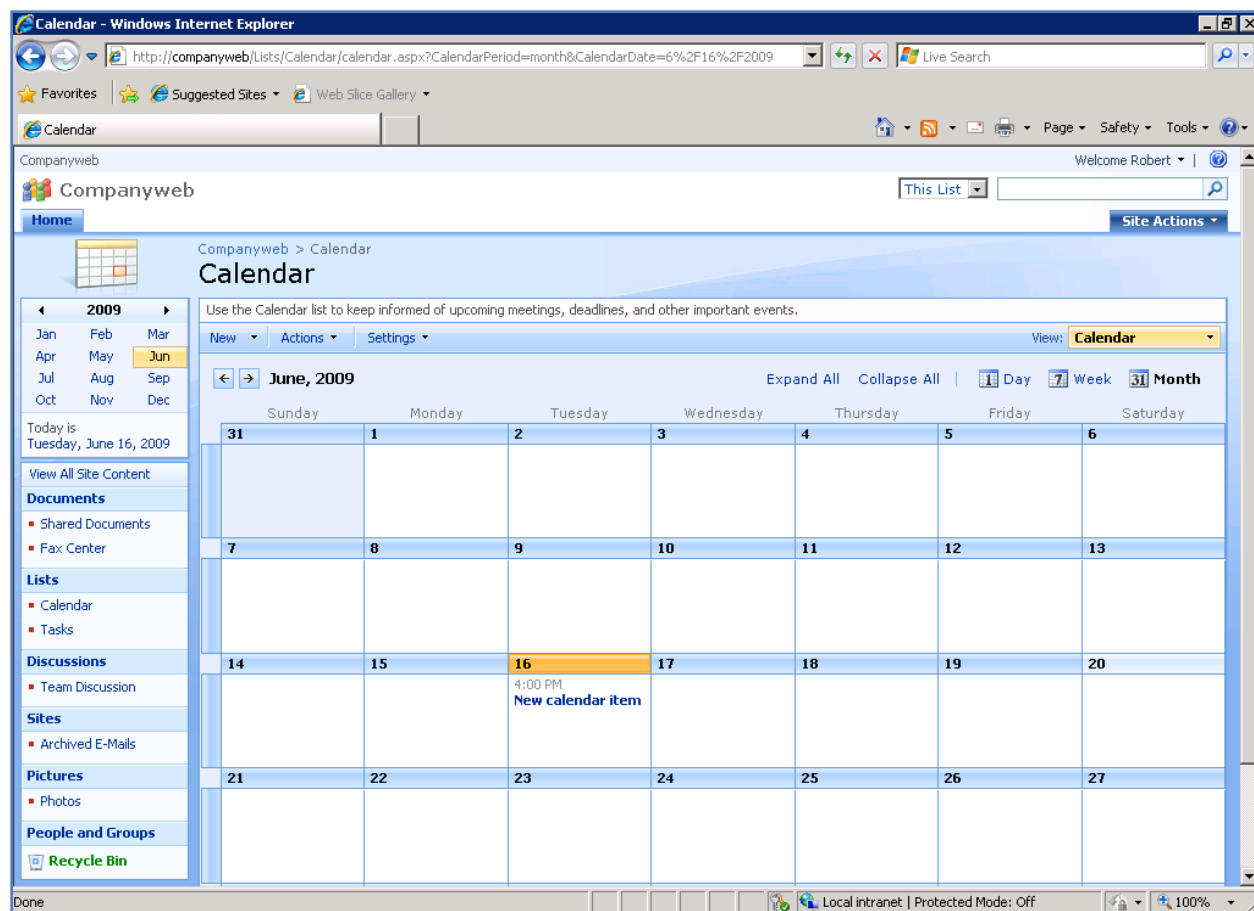 Calendar - Windows Internet Explorer
http://companyweb/Lists/Calendar/calendar.aspx?CalendarPeriod=month&CalendarDate=6%2F16%2F2009
Live Search
Favorites
Suggested Sites
Web Slice Gallery
Calendar
Page
Safety
Tools
Companyweb
Welcome Robert
Companyweb
This List
Home
Site Actions
Companyweb > Calendar
Calendar
2009
Jan Feb Mar
Apr May Jun
Jul Aug Sep
Oct Nov Dec
Today is
Tuesday, June 16, 2009
View All Site Content
Documents
Shared Documents
Fax Center
Lists
Calendar
Tasks
Discussions
Team Discussion
Sites
Archived E-Mails
Pictures
Photos
People and Groups
Recycle Bin
Use the Calendar list to keep informed of upcoming meetings, deadlines, and other important events.
New Actions Settings
View: Calendar
June, 2009
Expand All Collapse All | 1 Day 7 Week 31 Month
Sunday Monday Tuesday Wednesday Thursday Friday Saturday
31 1 2 3 4 5 6
7 8 9 10 11 12 13
14 15 16 17 18 19 20
4:00 PM
New calendar item
21 22 23 24 25 26 27
Done
Local intranet | Protected Mode: Off
100%